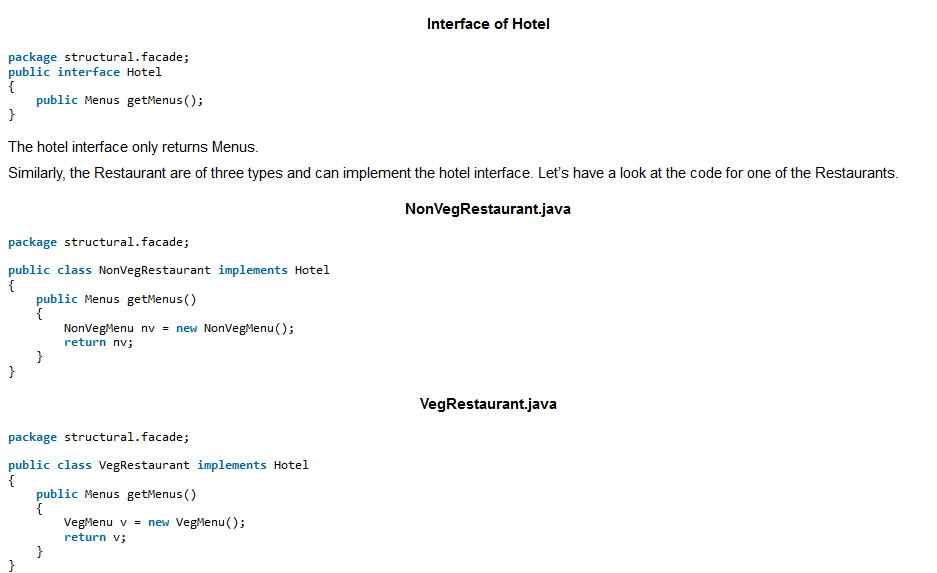 Interface of Hotel
package structural.facade;
public interface Hotel
{
    public Menus getMenus();
}
The hotel interface only returns Menus.
Similarly, the Restaurant are of three types and can implement the hotel interface. Let’s have a look at the code for one of the Restaurants.
NonVegRestaurant.java
package structural.facade;
public class NonVegRestaurant implements Hotel
{
    public Menus getMenus()
    {
        NonVegMenu nv = new NonVegMenu();
        return nv;
    }
}
VegRestaurant.java
package structural.facade;
public class VegRestaurant implements Hotel
{
    public Menus getMenus()
    {
        VegMenu v = new VegMenu();
        return v;
    }
}